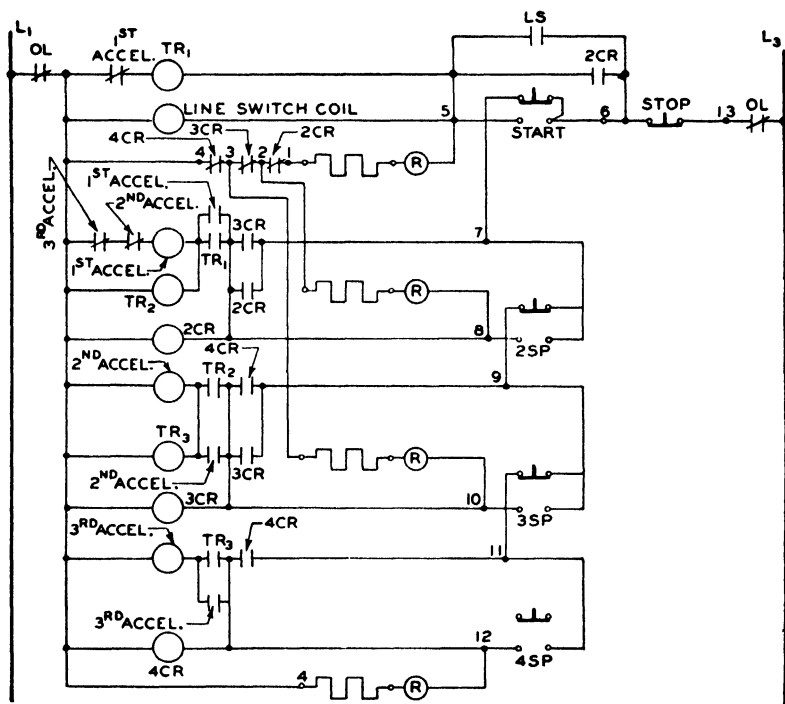 L1
OL
1ST ACCEL.
TR1
LS
2CR
L3
LINE SWITCH COIL
5
START
6
STOP
13
OL
4CR
3CR
2CR
4
3
2
1
R
1ST ACCEL.
3RD ACCEL.
2ND ACCEL.
3CR
7
1ST ACCEL.
TR1
TR2
2CR
R
2CR
8
2SP
2ND ACCEL.
4CR
TR2
9
TR3
3CR
R
2ND ACCEL.
3CR
10
3SP
3RD ACCEL.
TR3
4CR
11
3RD ACCEL.
12
4CR
4SP
4
R